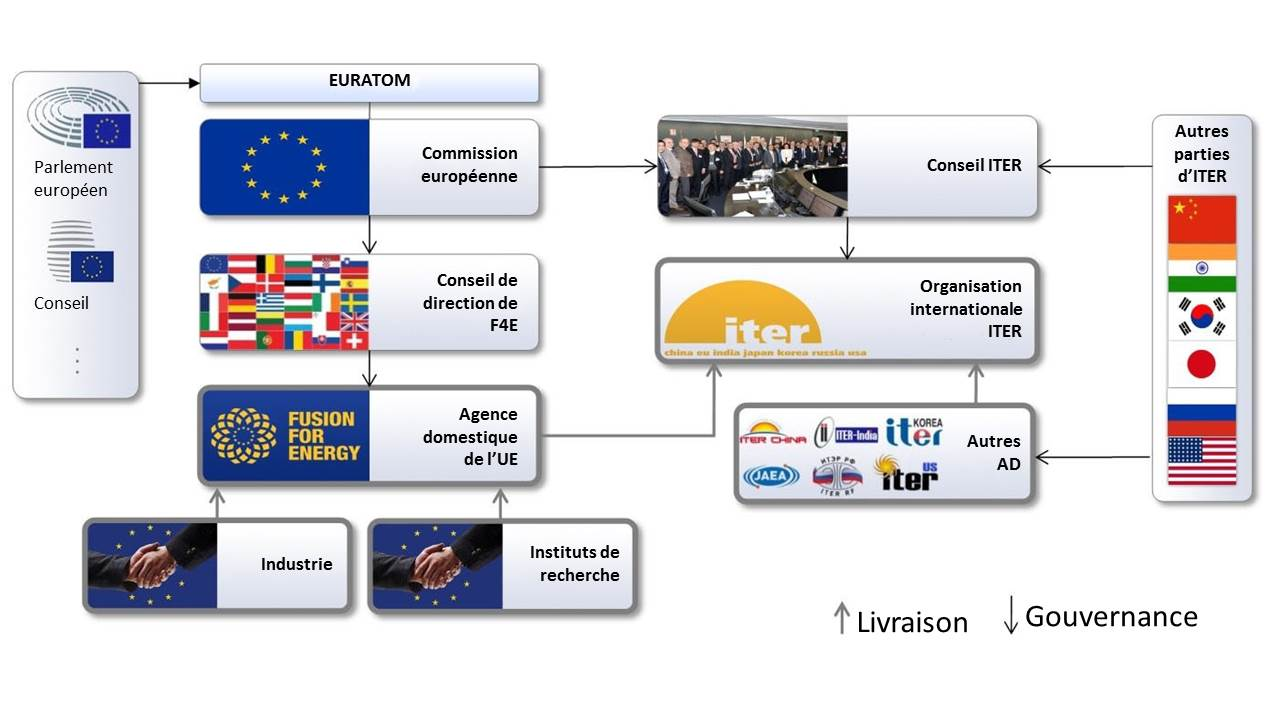 EURATOM
Parlement
européen
Conseil
Commission
européenne
Conseil ITER
Autres
parties
d’ITER
Conseil de
direction de
F4E
Organisation
internationale
ITER
iter
china eu india japan korea russia usa
FUSION
FOR
ENERGY
Agence
domestique
de l’UE
ITER CHINA
ITER-India
KOREA
iter
JAEA
ИТЭР РФ
ITER RF
US
iter
Autres
AD
Industrie
Instituts de
recherche
Livraison
Gouvernance